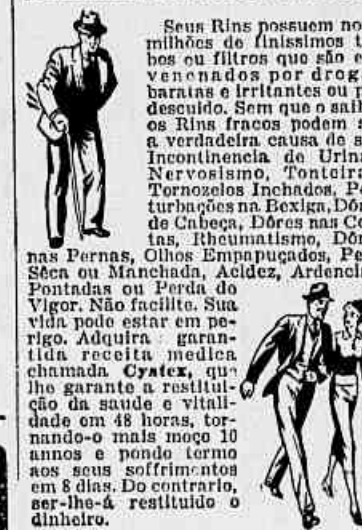 Seus Rins possuem no
milhões de finissimos t
bos ou filtros que são e
venenados por drog
baratas e irritantes ou p
descuido. Sem que o sail
os Rins fracos podem s
a verdadeira causa de s
Incontinencia de Urina
Nervosismo, Tonteira
Tornozelos Inchados, Pe
turbações na Bexiga, Dôr
de Cabeça, Dôres nas Co
tas, Rheumatismo, Dôr
nas Pernas, Olhos Empapuçados, Pe
Sêca ou Manchada, Acidez, Ardencia
Pontadas ou Perda do
Vigor. Não facilite. Sua
vida pode estar em pe-
rigo. Adquira garan-
tida receita medica
chamada Cystex, que
lhe garante a restitui-
ção da saude e vitali-
dade em 48 horas, tor-
nando-o mais moço 10
annos e pondo termo
aos seus soffrimentos
em 8 dias. Do contrario,
ser-lhe-á restituido o
dinheiro.